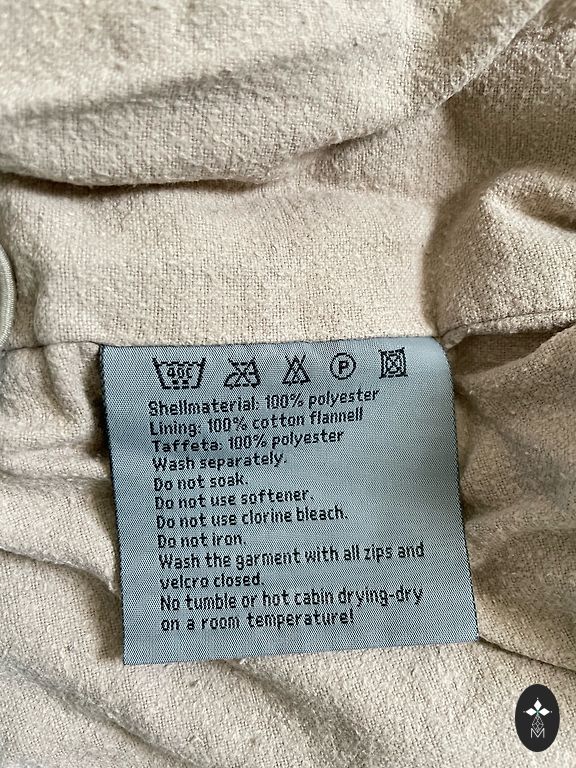 40C
P
Shellmaterial: 100% polyester
Lining: 100% cotton flannell
Taffeta: 100% polyester
Wash separately.
Do not soak.
Do not use softener.
Do not use clorine bleach.
Do not iron.
Wash the garment with all zips and
velcro closed.
No tumble or hot cabin drying-dry
on a room temperature!
M